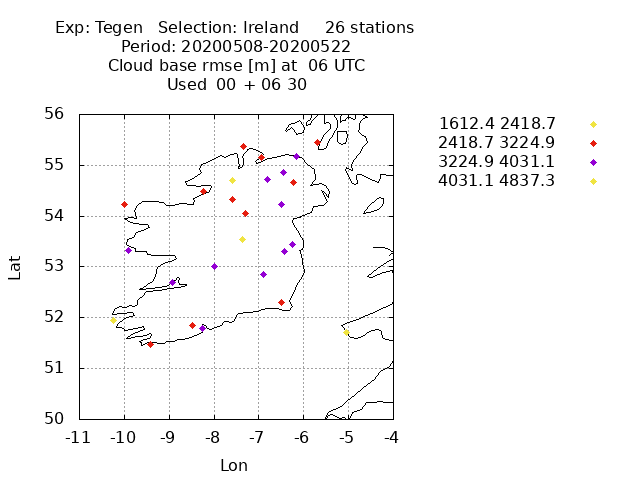 Exp: Tegen   Selection: Ireland     26 stations
Period: 20200508-20200522
Cloud base rmse [m] at  06 UTC
Used  00 + 06 30
56
55
54
53
52
51
50
-11 -10 -9 -8 -7 -6 -5 -4
Lat
Lon
1612.4 2418.7
2418.7 3224.9
3224.9 4031.1
4031.1 4837.3